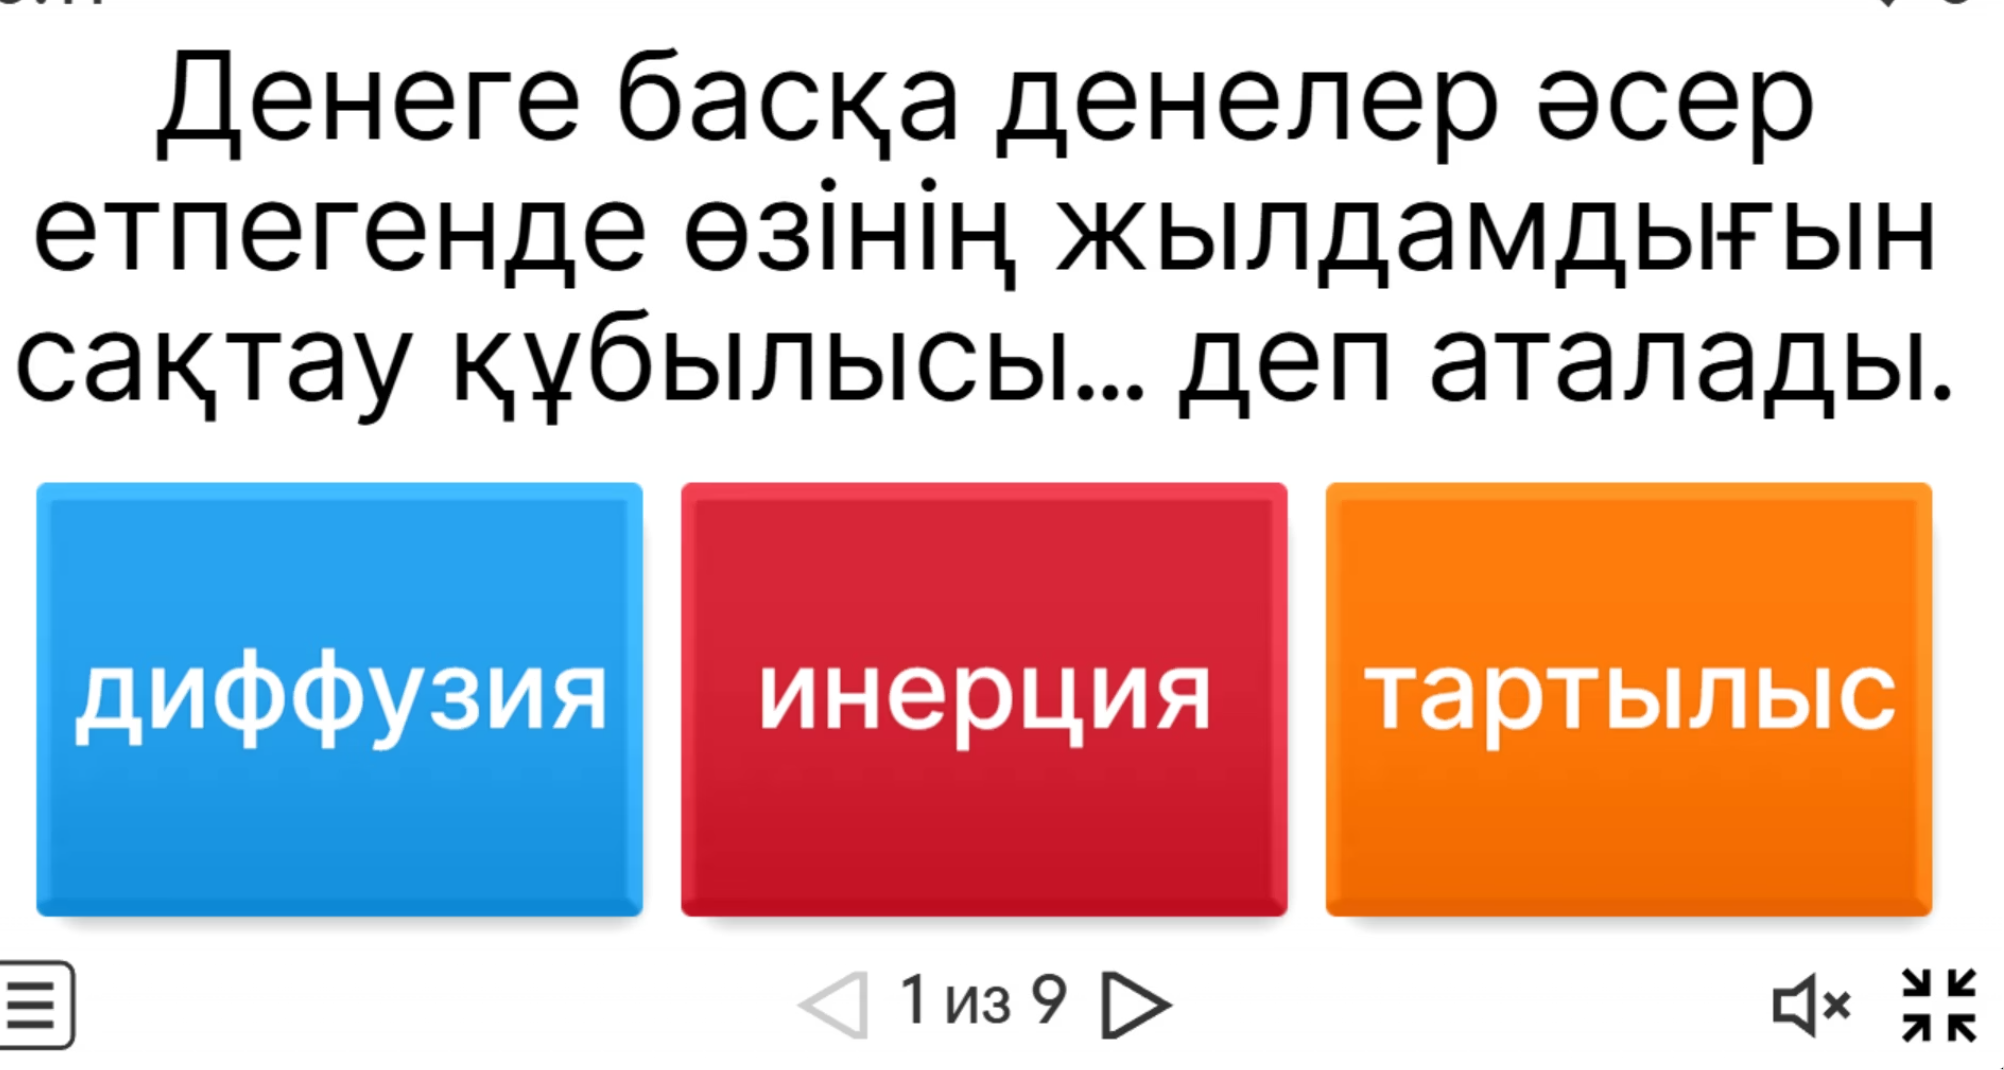 Денеге басқа денелер әсер
етпегенде өзінің жылдамдығын
сақтау құбылысы... деп аталады.
диффузия
инерция
тартылыс
1 из 9